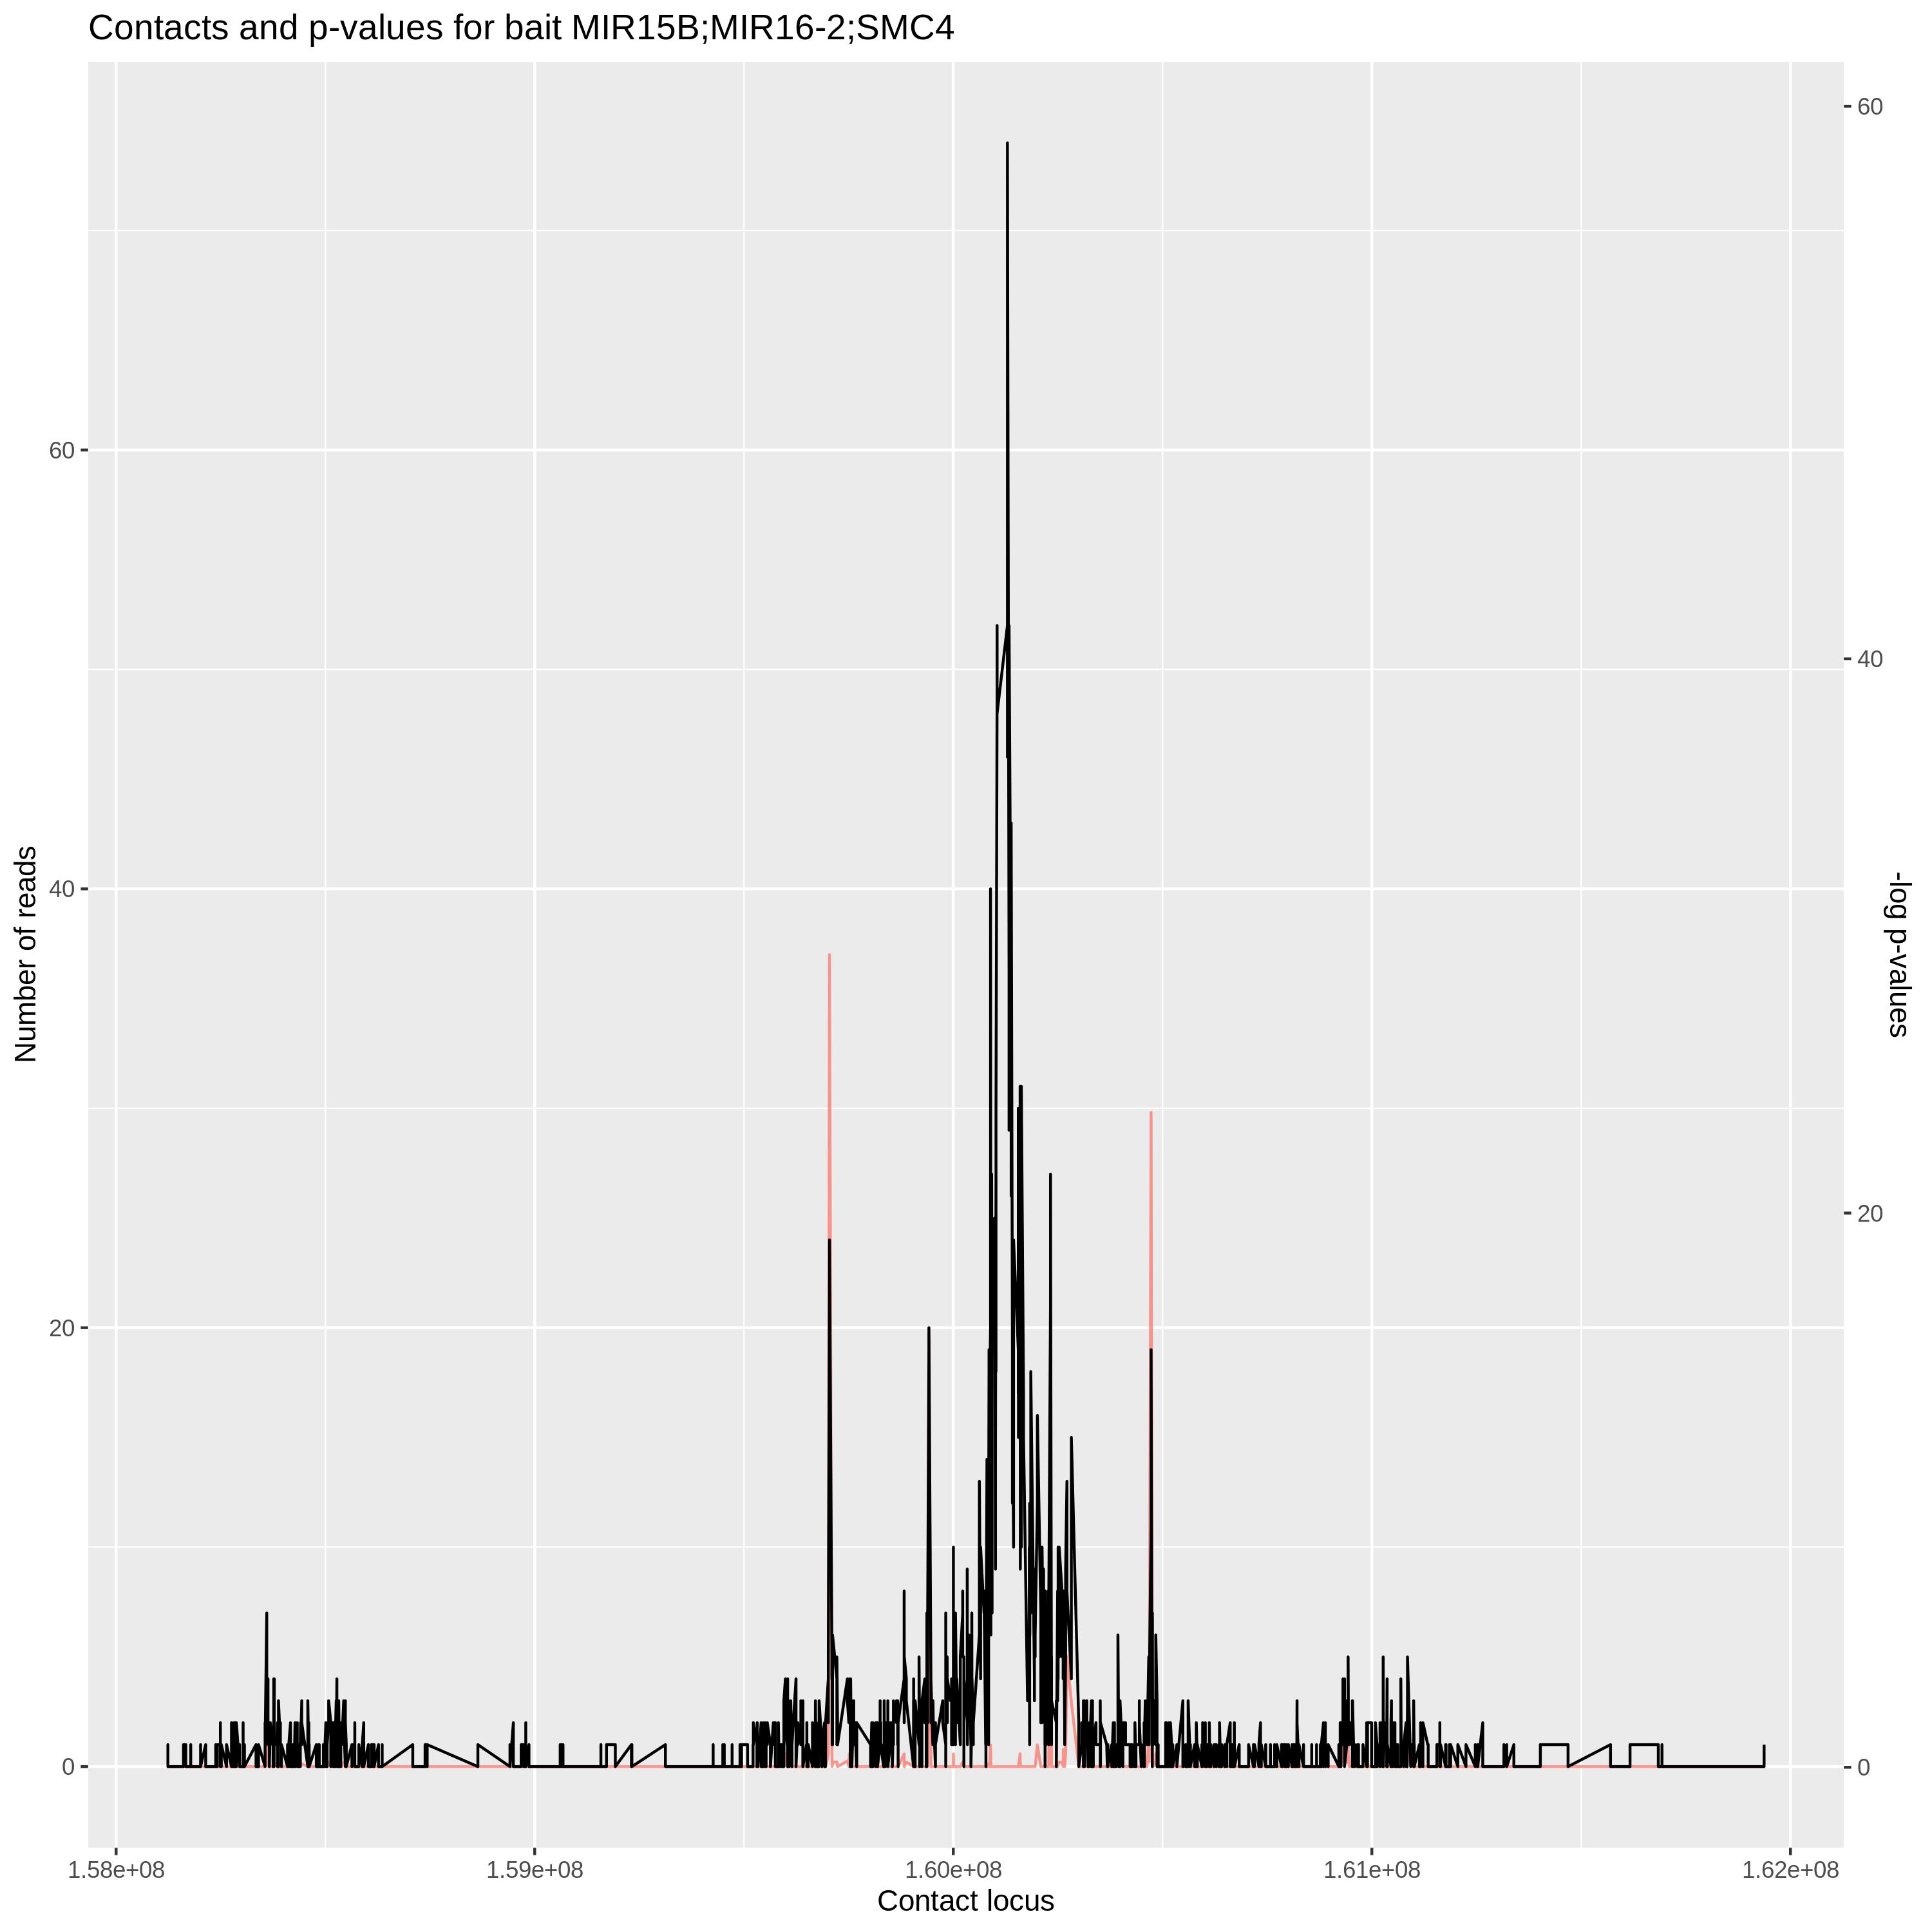 Contacts and p-values for bait MIR15B;MIR16-2;SMC4
60
40
20
0
Number of reads
60
40
20
0
-log p-values
1.58e+08
1.59e+08
1.60e+08
1.61e+08
1.62e+08
Contact locus